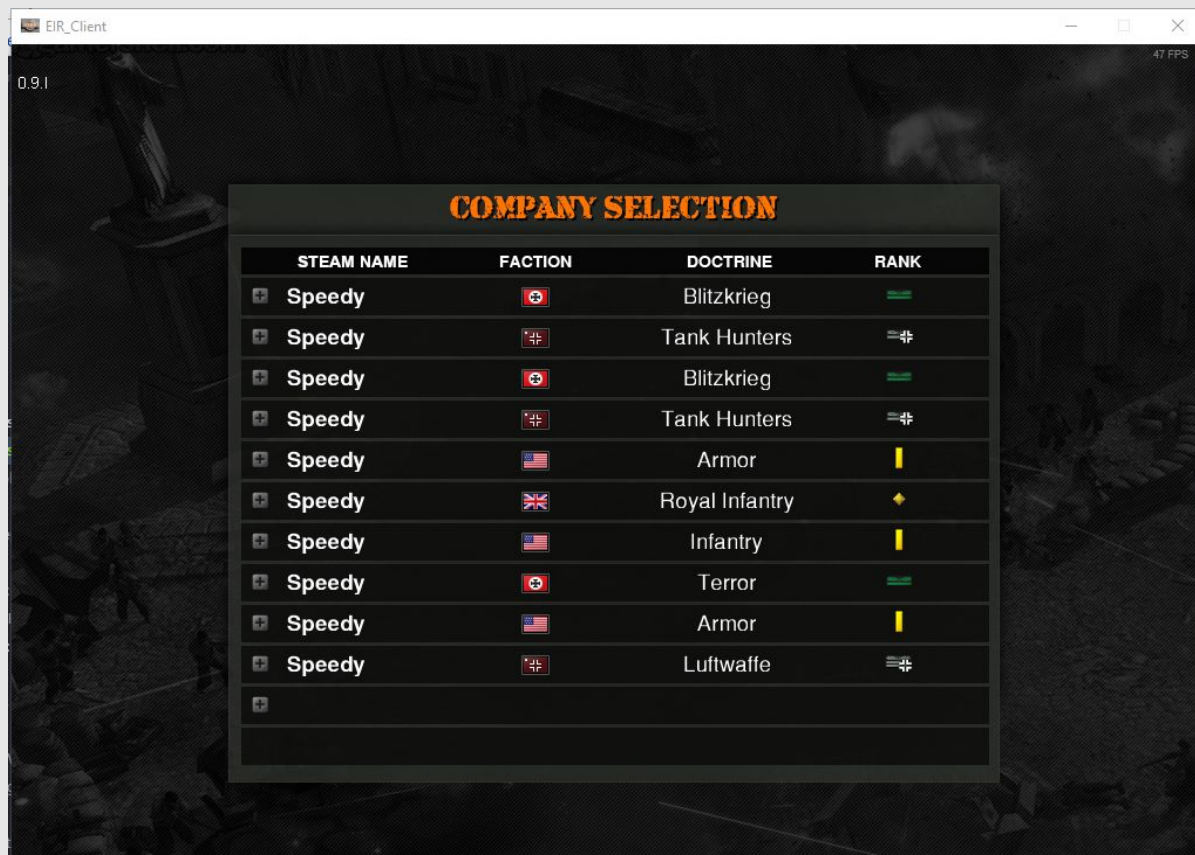 EIR_Client
47 FPS
0.9.I
COMPANY SELECTION
STEAM NAME FACTION DOCTRINE RANK
Speedy Blitzkrieg
Speedy Tank Hunters
Speedy Blitzkrieg
Speedy Tank Hunters
Speedy Armor
Speedy Royal Infantry
Speedy Infantry
Speedy Terror
Speedy Armor
Speedy Luftwaffe